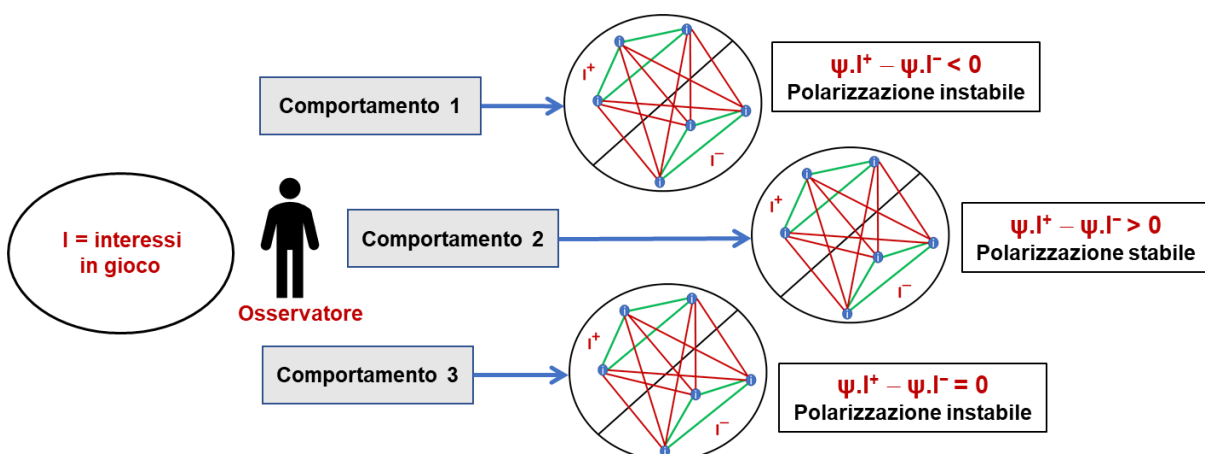 Comportamento 1
I⁺
i
i
i
i
i
i
I⁻
ψ.I⁺ – ψ.I⁻ < 0
Polarizzazione instabile
I = interessi
in gioco
Osservatore
Comportamento 2
I⁺
i
i
i
i
i
i
I⁻
ψ.I⁺ – ψ.I⁻ > 0
Polarizzazione stabile
Comportamento 3
I⁺
i
i
i
i
i
i
I⁻
ψ.I⁺ – ψ.I⁻ = 0
Polarizzazione instabile